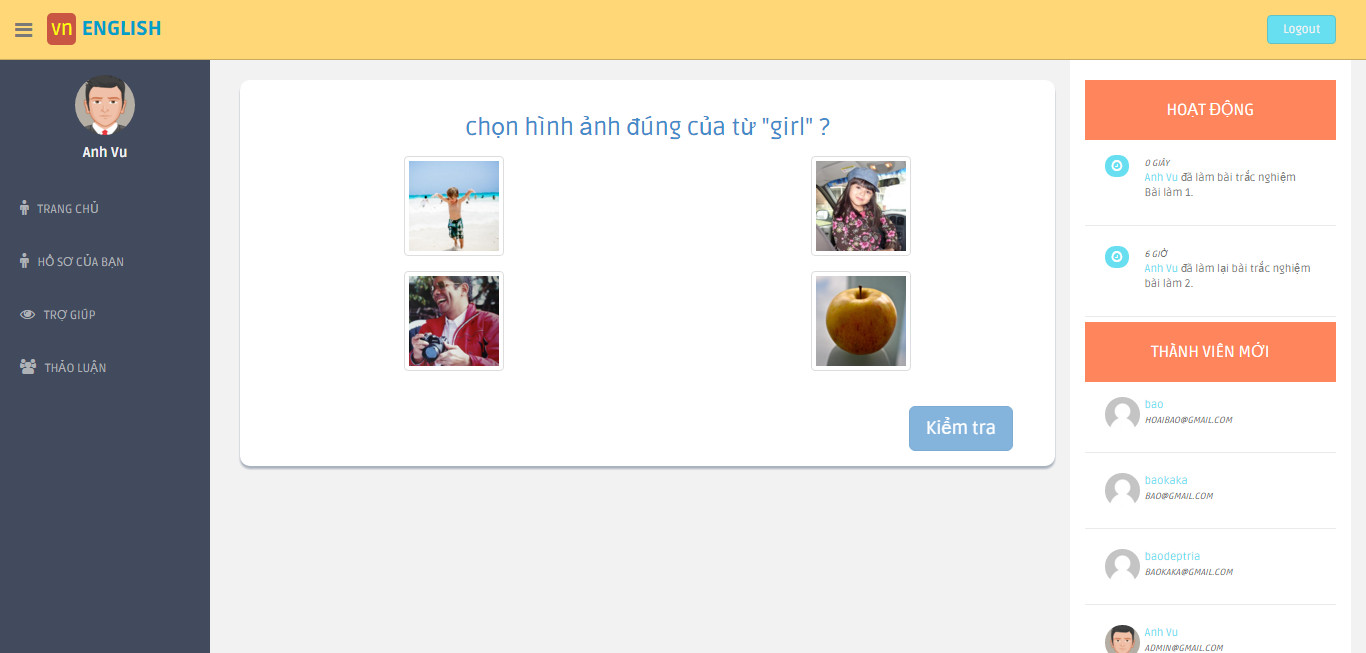 vn ENGLISH
Logout
Anh Vu
TRANG CHỦ
HỒ SƠ CỦA BẠN
TRỢ GIÚP
THẢO LUẬN
chọn hình ảnh đúng của từ "girl" ?
Kiểm tra
HOẠT ĐỘNG
0 GIÂY
Anh Vu đã làm bài trắc nghiệm
Bài làm 1.
6 GIỜ
Anh Vu đã làm lại bài trắc nghiệm
bài làm 2.
THÀNH VIÊN MỚI
bao
HOAIBAO@GMAIL.COM
baokaka
BAO@GMAIL.COM
baodeptria
BAOKAKA@GMAIL.COM
Anh Vu
ADMIN@GMAIL.COM